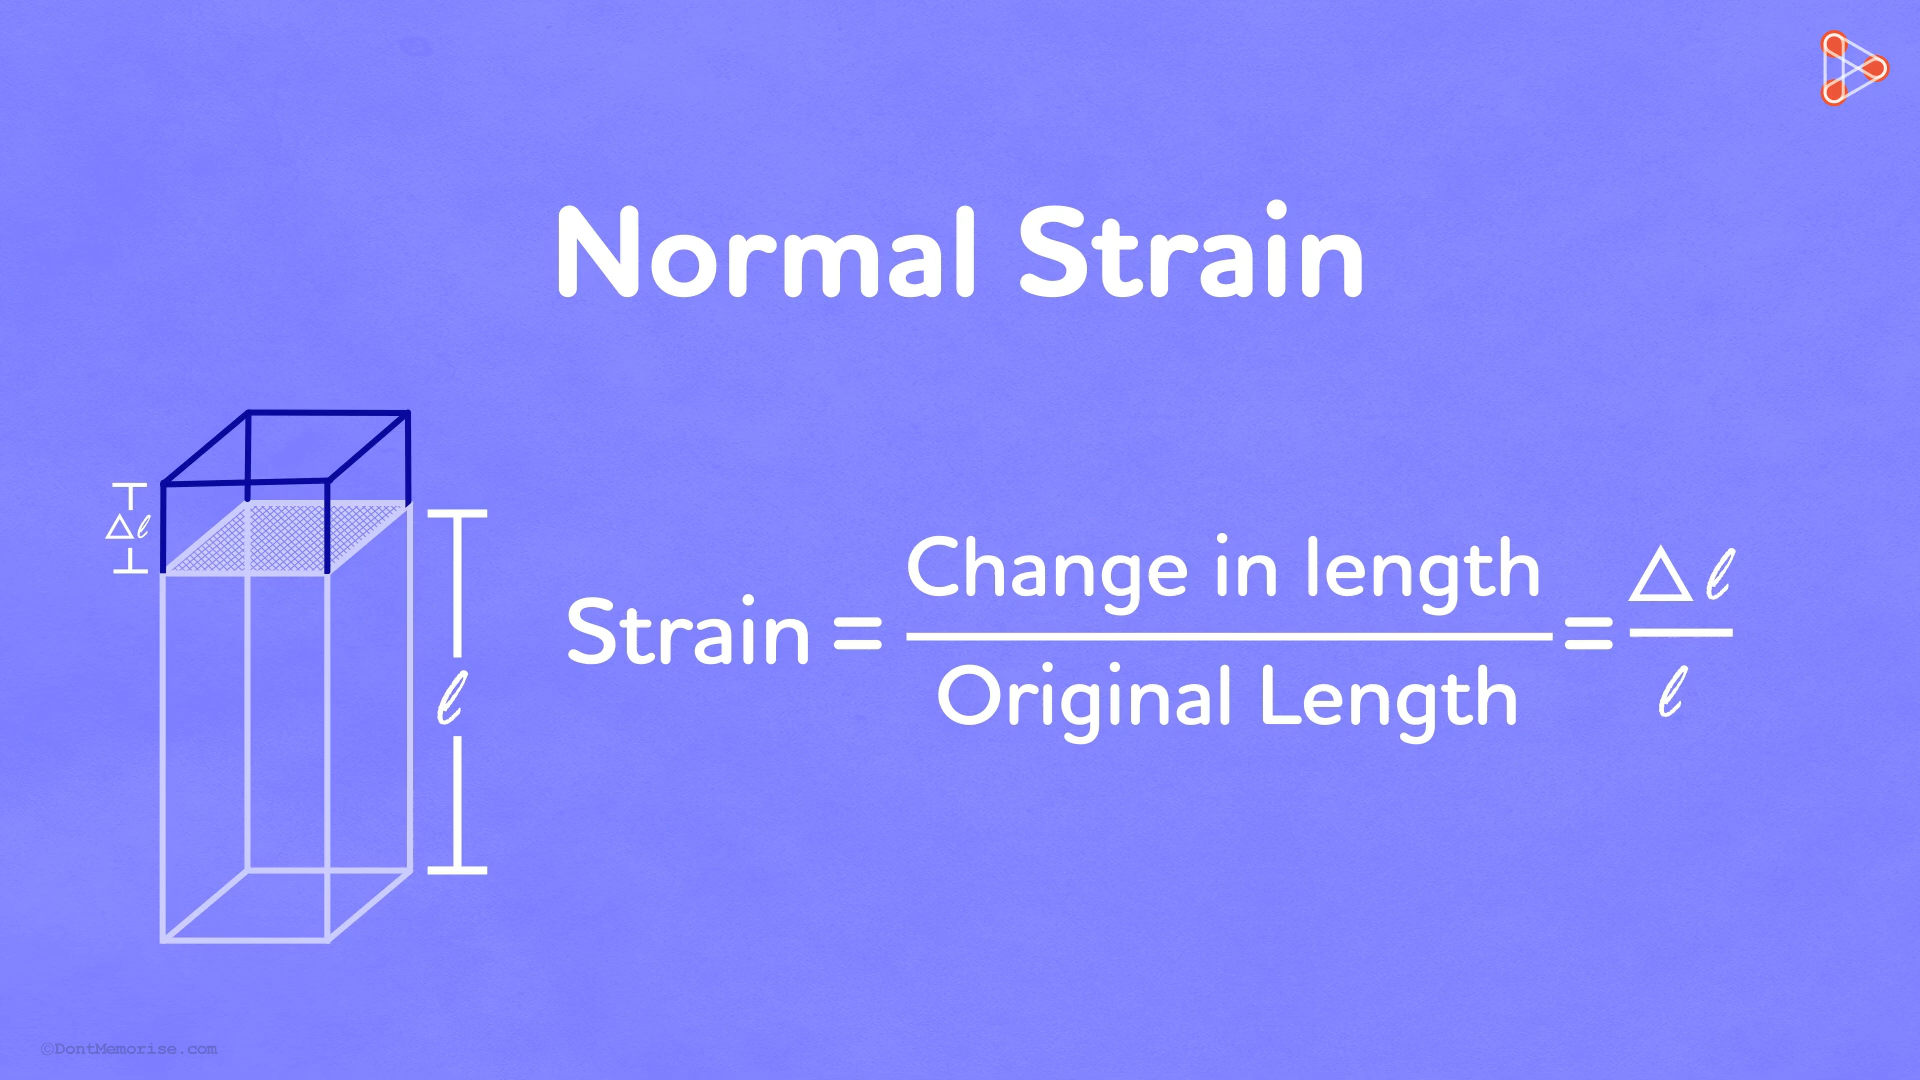 Normal Strain
Δℓ
ℓ
Strain = Change in length / Original Length = Δℓ / ℓ
©DontMemorise.com